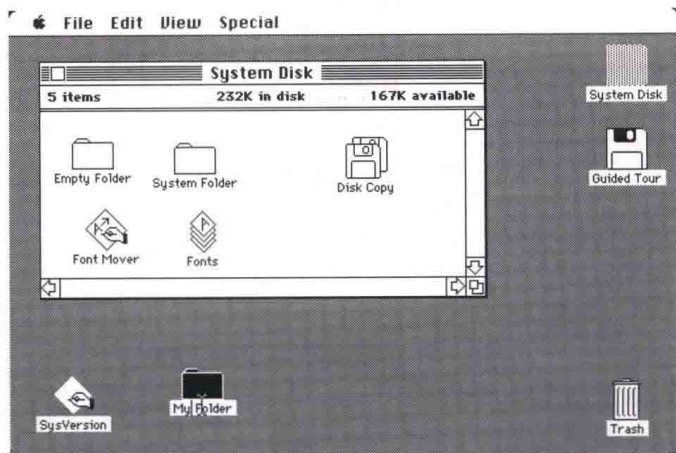 File Edit View Special
System Disk
5 items 232K in disk 167K available
Empty Folder
System Folder
Disk Copy
Font Mover
Fonts
System Disk
Guided Tour
SysVersion
My Folder
Trash